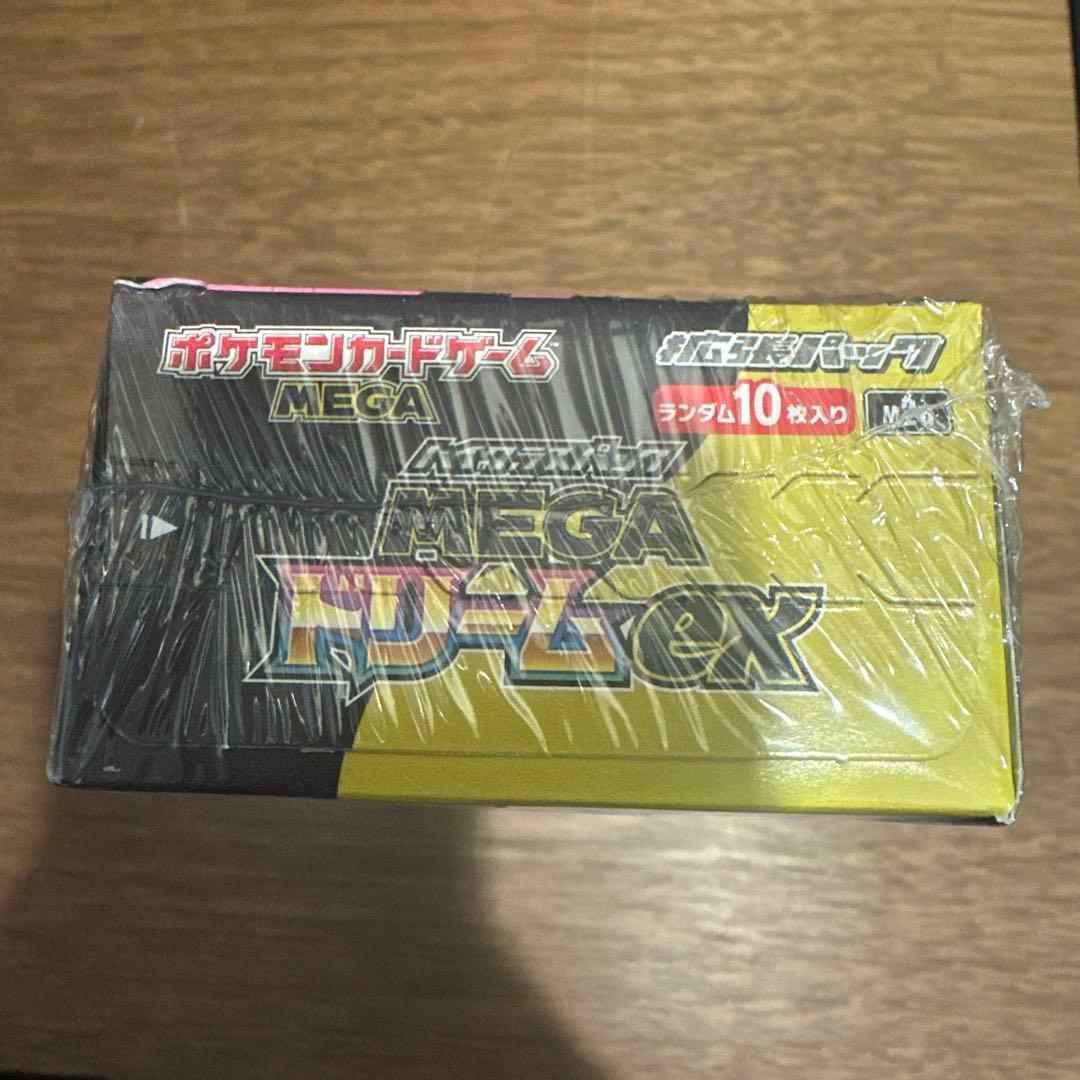 ポケモンカードゲーム™
MEGA
拡張パック
ランダム10枚入り
ハイクラスパック
MEGA
ドリームex